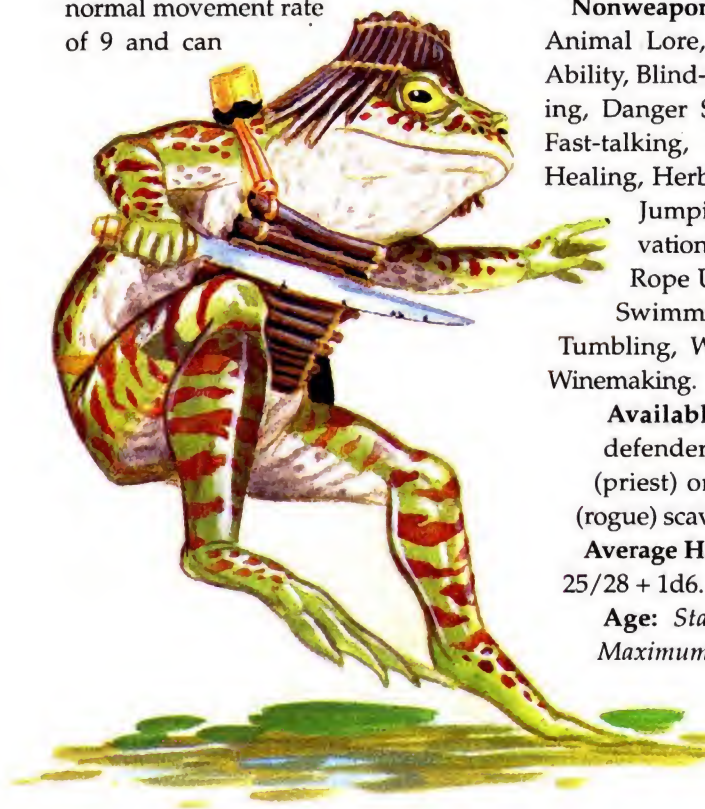 normal movement rate
of 9 and can
Nonweapon
Animal Lore,
Ability, Blind-
ing, Danger S
Fast-talking,
Healing, Herb
Jumpi
vation
Rope U
Swimm
Tumbling, W
Winemaking.
Availabl
defender
(priest) or
(rogue) scav
Average H
25/28 + 1d6.
Age: Sta
Maximum